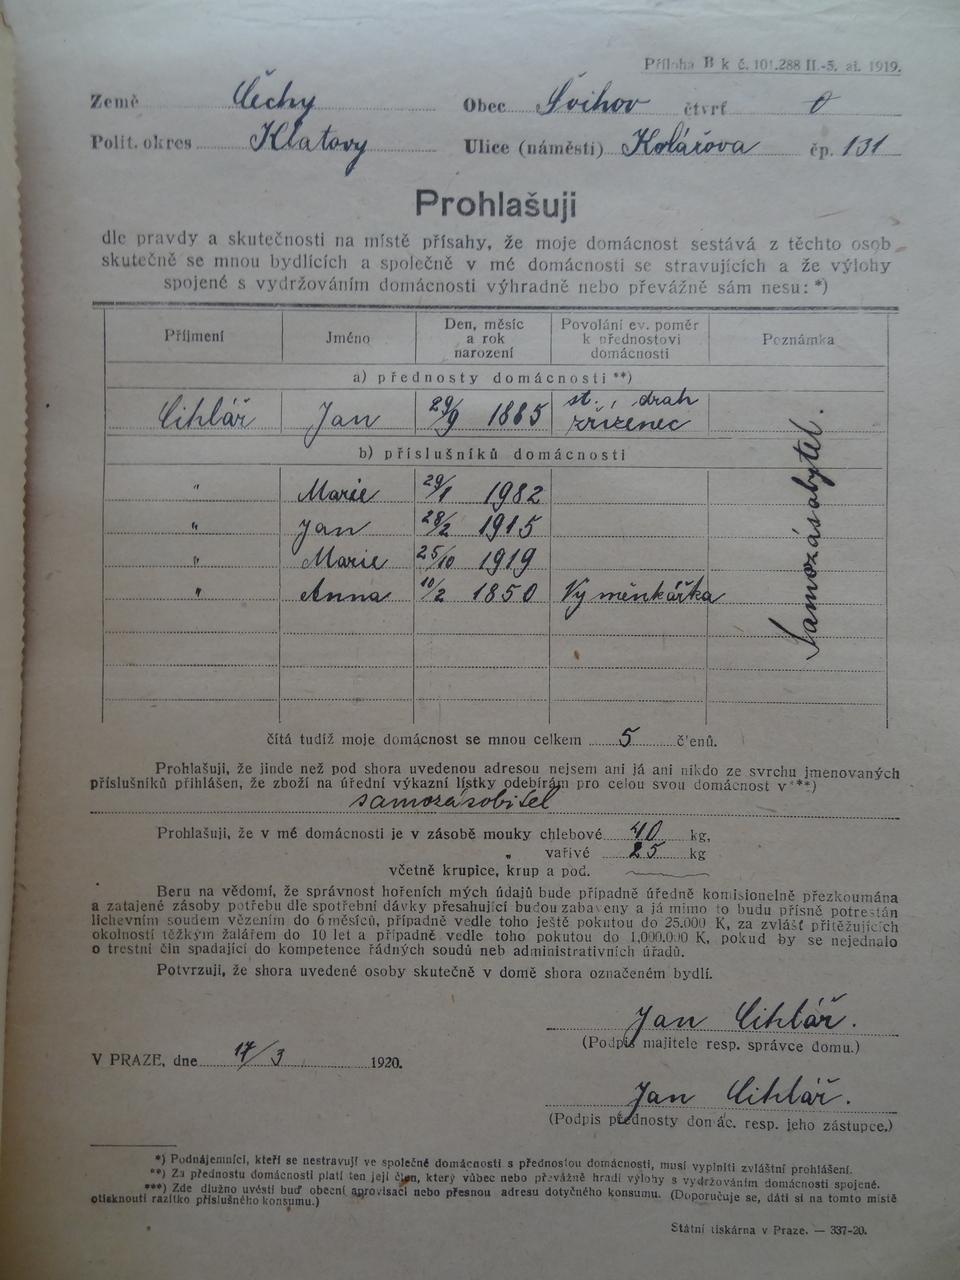 Příloha B k č. 101.288 II.-5. ai. 1919.
Země Čechy Obec Švihov čtvrť 0
Polit. okres Klatovy Ulice (náměstí) Kolářova čp. 131
Prohlašuji
dle pravdy a skutečnosti na místě přísahy, že moje domácnost sestává z těchto osob
skutečně se mnou bydlících a společně v mé domácnosti se stravujících a že výlohy
spojené s vydržováním domácnosti výhradně nebo převážně sám nesu: *)
Příjmení Jméno Den, měsíc a rok narození Povolání ev. poměr k přednostovi domácnosti Poznámka
a) přednosty domácnosti **)
Cihlář Jan 29/9 1885 st. drah zřízenec
b) příslušníků domácnosti
" Marie 29/1 1982
" Jan 28/2 1915
" Marie 25/10 1919
" Anna 10/2 1850 Vyměnkářka
Samozásobytel.
čítá tudíž moje domácnost se mnou celkem 5 členů.
Prohlašuji, že jinde než pod shora uvedenou adresou nejsem ani já ani nikdo ze svrchu jmenovaných
příslušníků přihlášen, že zboží na úřední výkazní lístky odebírám pro celou svou domácnost v ***)
samozásobitel
Prohlašuji, že v mé domácnosti je v zásobě mouky chlebové 40 kg,
„ vařivé 25 kg
včetně krupice, krup a pod.
Beru na vědomí, že správnost hořeních mých údajů bude případně úředně komisionelně přezkoumána
a zatajené zásoby potřebu dle spotřební dávky přesahující budou zabaveny a já mimo to budu přísně potrestán
lichevním soudem vězením do 6 měsíců, případně vedle toho ještě pokutou do 25.000 K, za zvlášť přitěžujících
okolností těžkým žalářem do 10 let a případně vedle toho pokutou do 1,000.000 K, pokud by se nejednalo
o trestní čin spadající do kompetence řádných soudů neb administrativních úřadů.
Potvrzuji, že shora uvedené osoby skutečně v domě shora označeném bydlí.
Jan Cihlář.
(Podpis majitele resp. správce domu.)
V PRAZE, dne 17/3 1920.
Jan Cihlář.
(Podpis přednosty domác. resp. jeho zástupce.)
*) Podnájemníci, kteří se nestravují ve společné domácnosti s přednostou domácnosti, musí vyplniti zvláštní prohlášení.
**) Za přednostu domácnosti platí ten její člen, který vůbec nebo převážně hradí výlohy s vydržováním domácnosti spojené.
***) Zde dlužno uvésti buď obecní aprovisaci nebo přesnou adresu dotyčného konsumu. (Doporučuje se, dáti si na tomto místě
otisknouti razítko příslušného konsumu.)
Státní tiskárna v Praze. — 337-20.